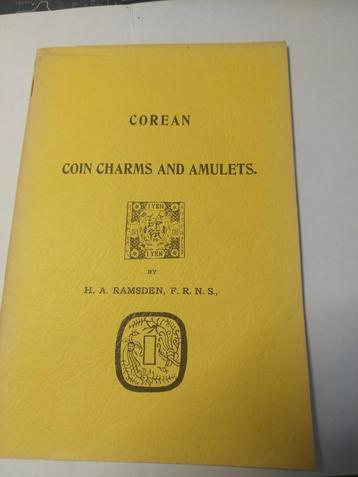 COREAN
COIN CHARMS AND AMULETS.
1 YEN
1 YEN
BY
H. A. RAMSDEN, F. R. N. S.,